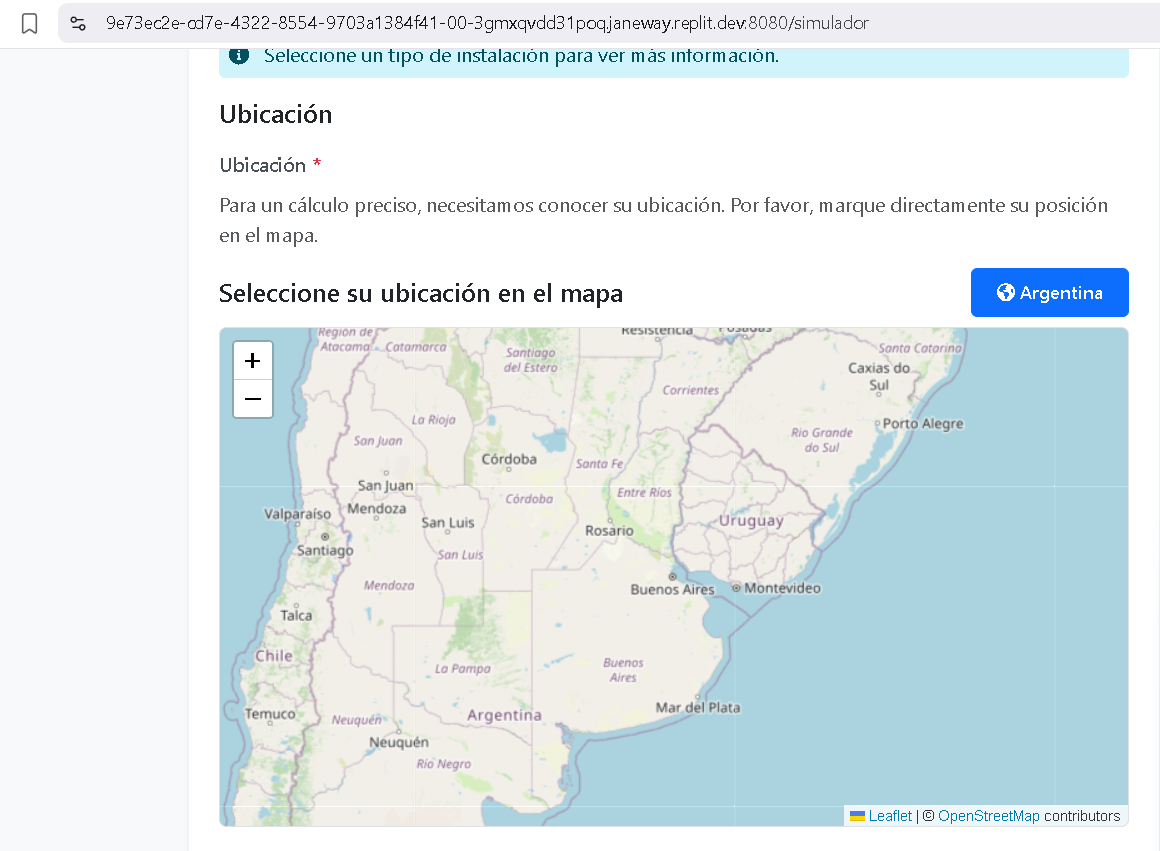 9e73ec2e-cd7e-4322-8554-9703a1384f41-00-3gmxqvdd31poq.janeway.replit.dev:8080/simulador
Seleccione un tipo de instalación para ver más información.
Ubicación
Ubicación *
Para un cálculo preciso, necesitamos conocer su ubicación. Por favor, marque directamente su posición
en el mapa.
Seleccione su ubicación en el mapa
Argentina
+
−
Región de
Atacama
Catamarca
Santiago
del Estero
Resistencia
Posadas
Santa Catarina
Caxias do
Sul
Corrientes
La Rioja
Porto Alegre
San Juan
Rio Grande
do Sul
Córdoba
Santa Fe
San Juan
Entre Ríos
Córdoba
Mendoza
Valparaíso
San Luis
Uruguay
Rosario
Santiago
San Luis
Mendoza
Buenos Aires
Montevideo
Talca
Chile
La Pampa
Buenos
Aires
Mar del Plata
Temuco
Neuquén
Argentina
Neuquén
Río Negro
Leaflet | © OpenStreetMap contributors